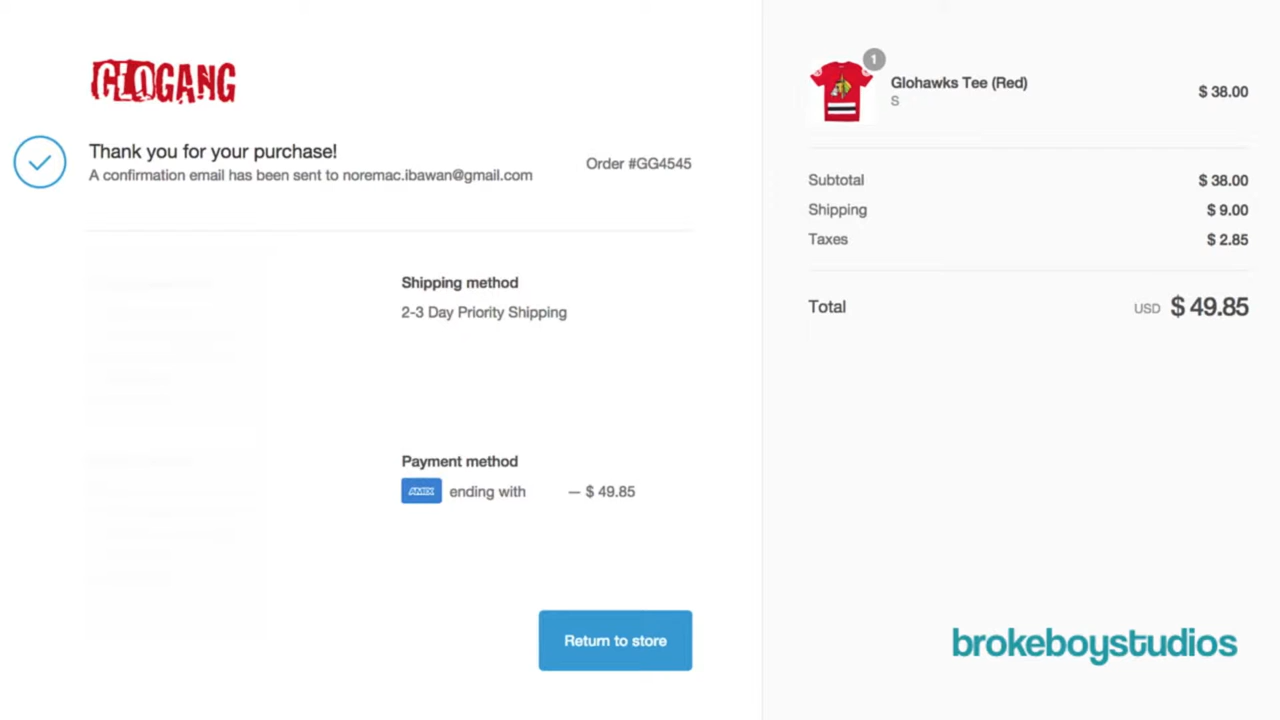 GLOGANG
Thank you for your purchase!
A confirmation email has been sent to noremac.ibawan@gmail.com
Order #GG4545
Shipping method
2-3 Day Priority Shipping
Payment method
AMEX ending with — $ 49.85
Return to store
1
Glohawks Tee (Red)
S
$ 38.00
Subtotal $ 38.00
Shipping $ 9.00
Taxes $ 2.85
Total USD $ 49.85
brokeboystudios